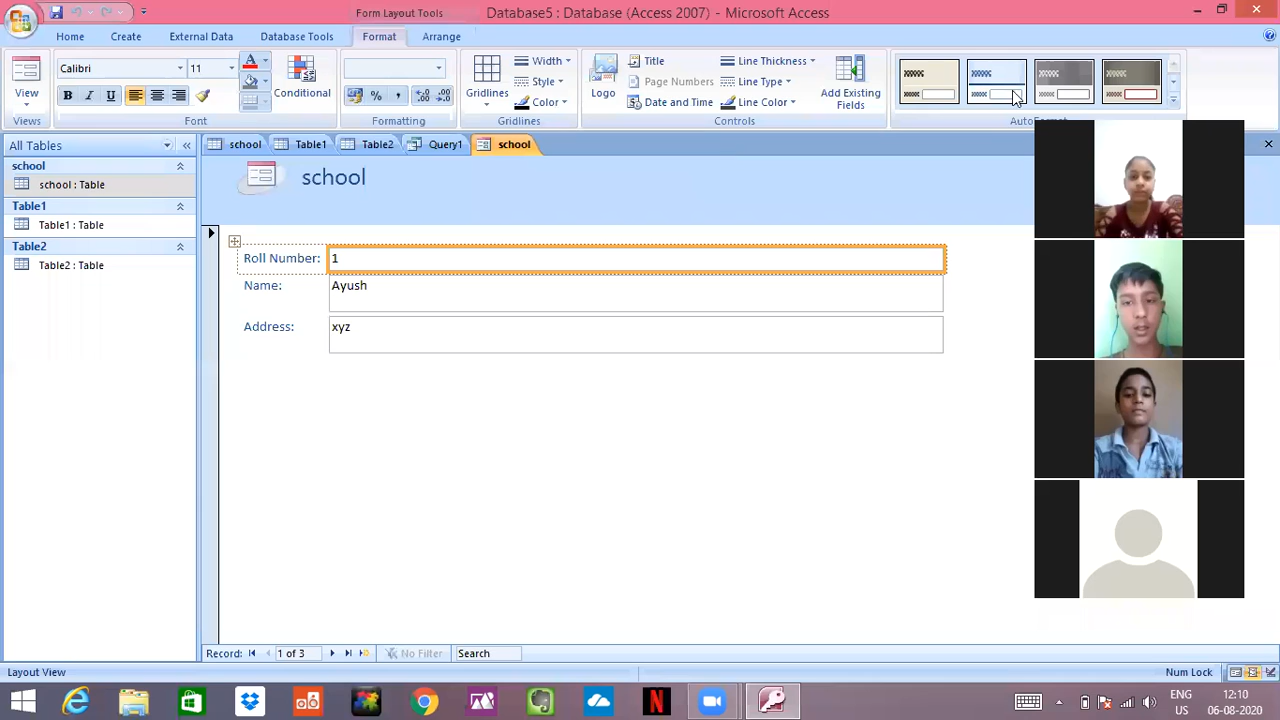 Form Layout Tools
Database5 : Database (Access 2007) - Microsoft Access
Home Create External Data Database Tools Format Arrange
View
Views
Calibri 11
B I U
Font
Conditional
%
Formatting
Gridlines
Width
Style
Color
Gridlines
Logo
Title
Page Numbers
Date and Time
Line Thickness
Line Type
Line Color
Add Existing
Fields
Controls
All Tables
school
school : Table
Table1
Table1 : Table
Table2
Table2 : Table
school Table1 Table2 Query1 school
school
Roll Number: 1
Name: Ayush
Address: xyz
Record: 1 of 3 No Filter Search
Layout View
Num Lock
ENG
US
12:10
06-08-2020